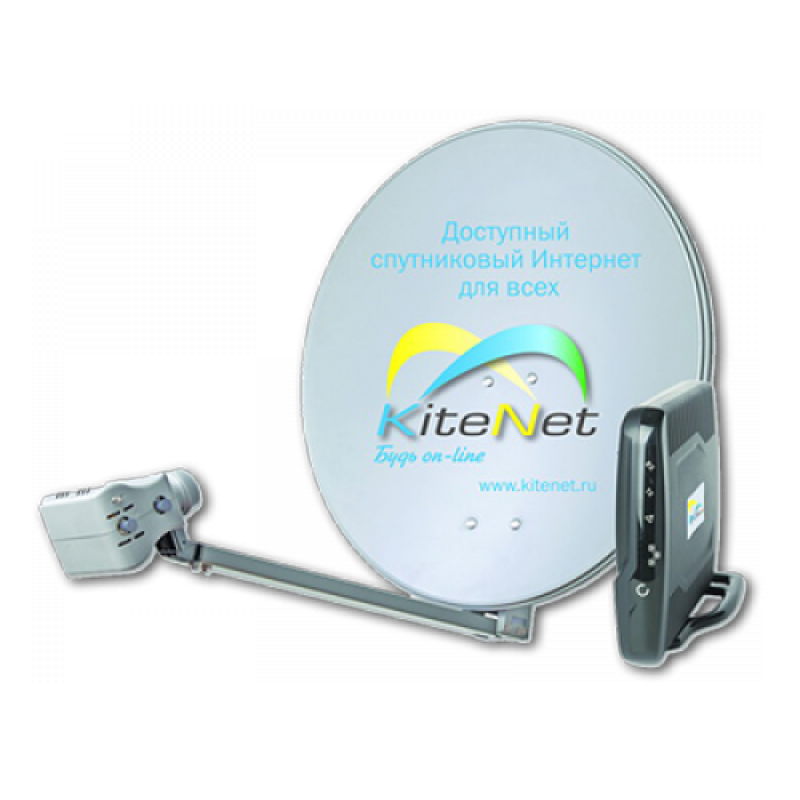 Доступный
спутниковый Интернет
для всех
KiteNet
Будь on-line
www.kitenet.ru